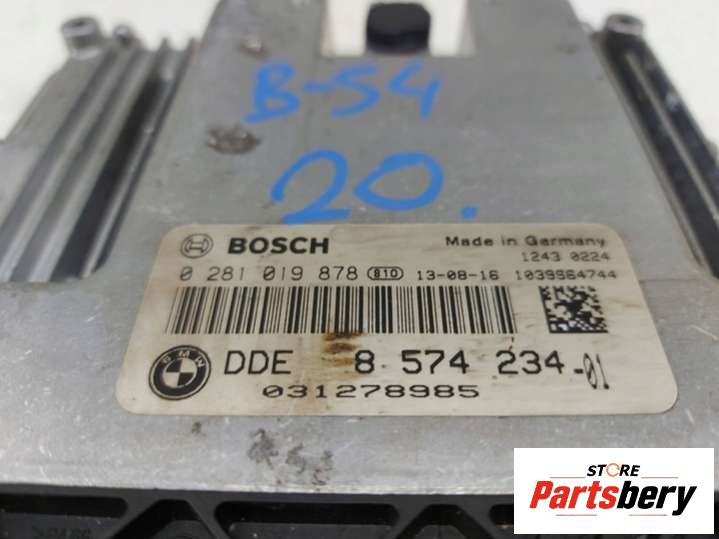 B-54
20.
BOSCH
Made in Germany
1243 0224
0 281 019 878 810 13-08-16 1039S64744
BMW
DDE 8 574 234-01
031278985
STORE
Partsbery